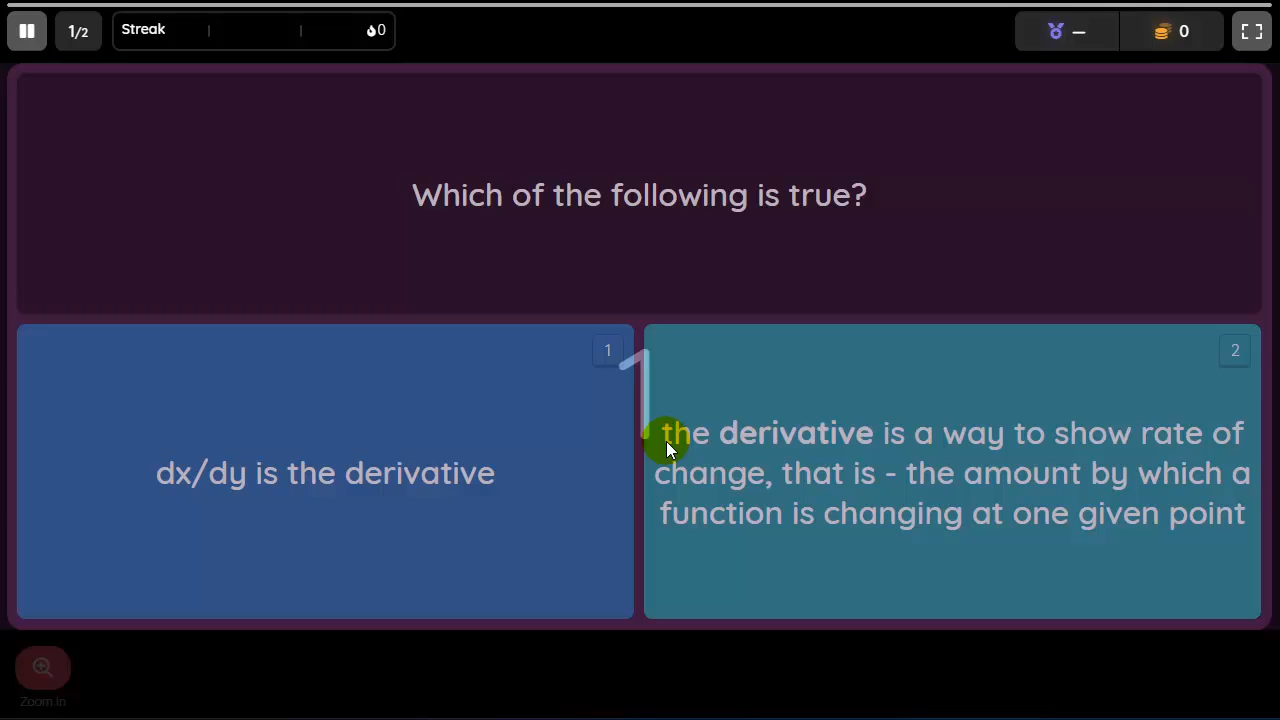 1/2
Streak
0
–
0
Which of the following is true?
1
1
2
dx/dy is the derivative
the derivative is a way to show rate of
change, that is - the amount by which a
function is changing at one given point
Zoom in